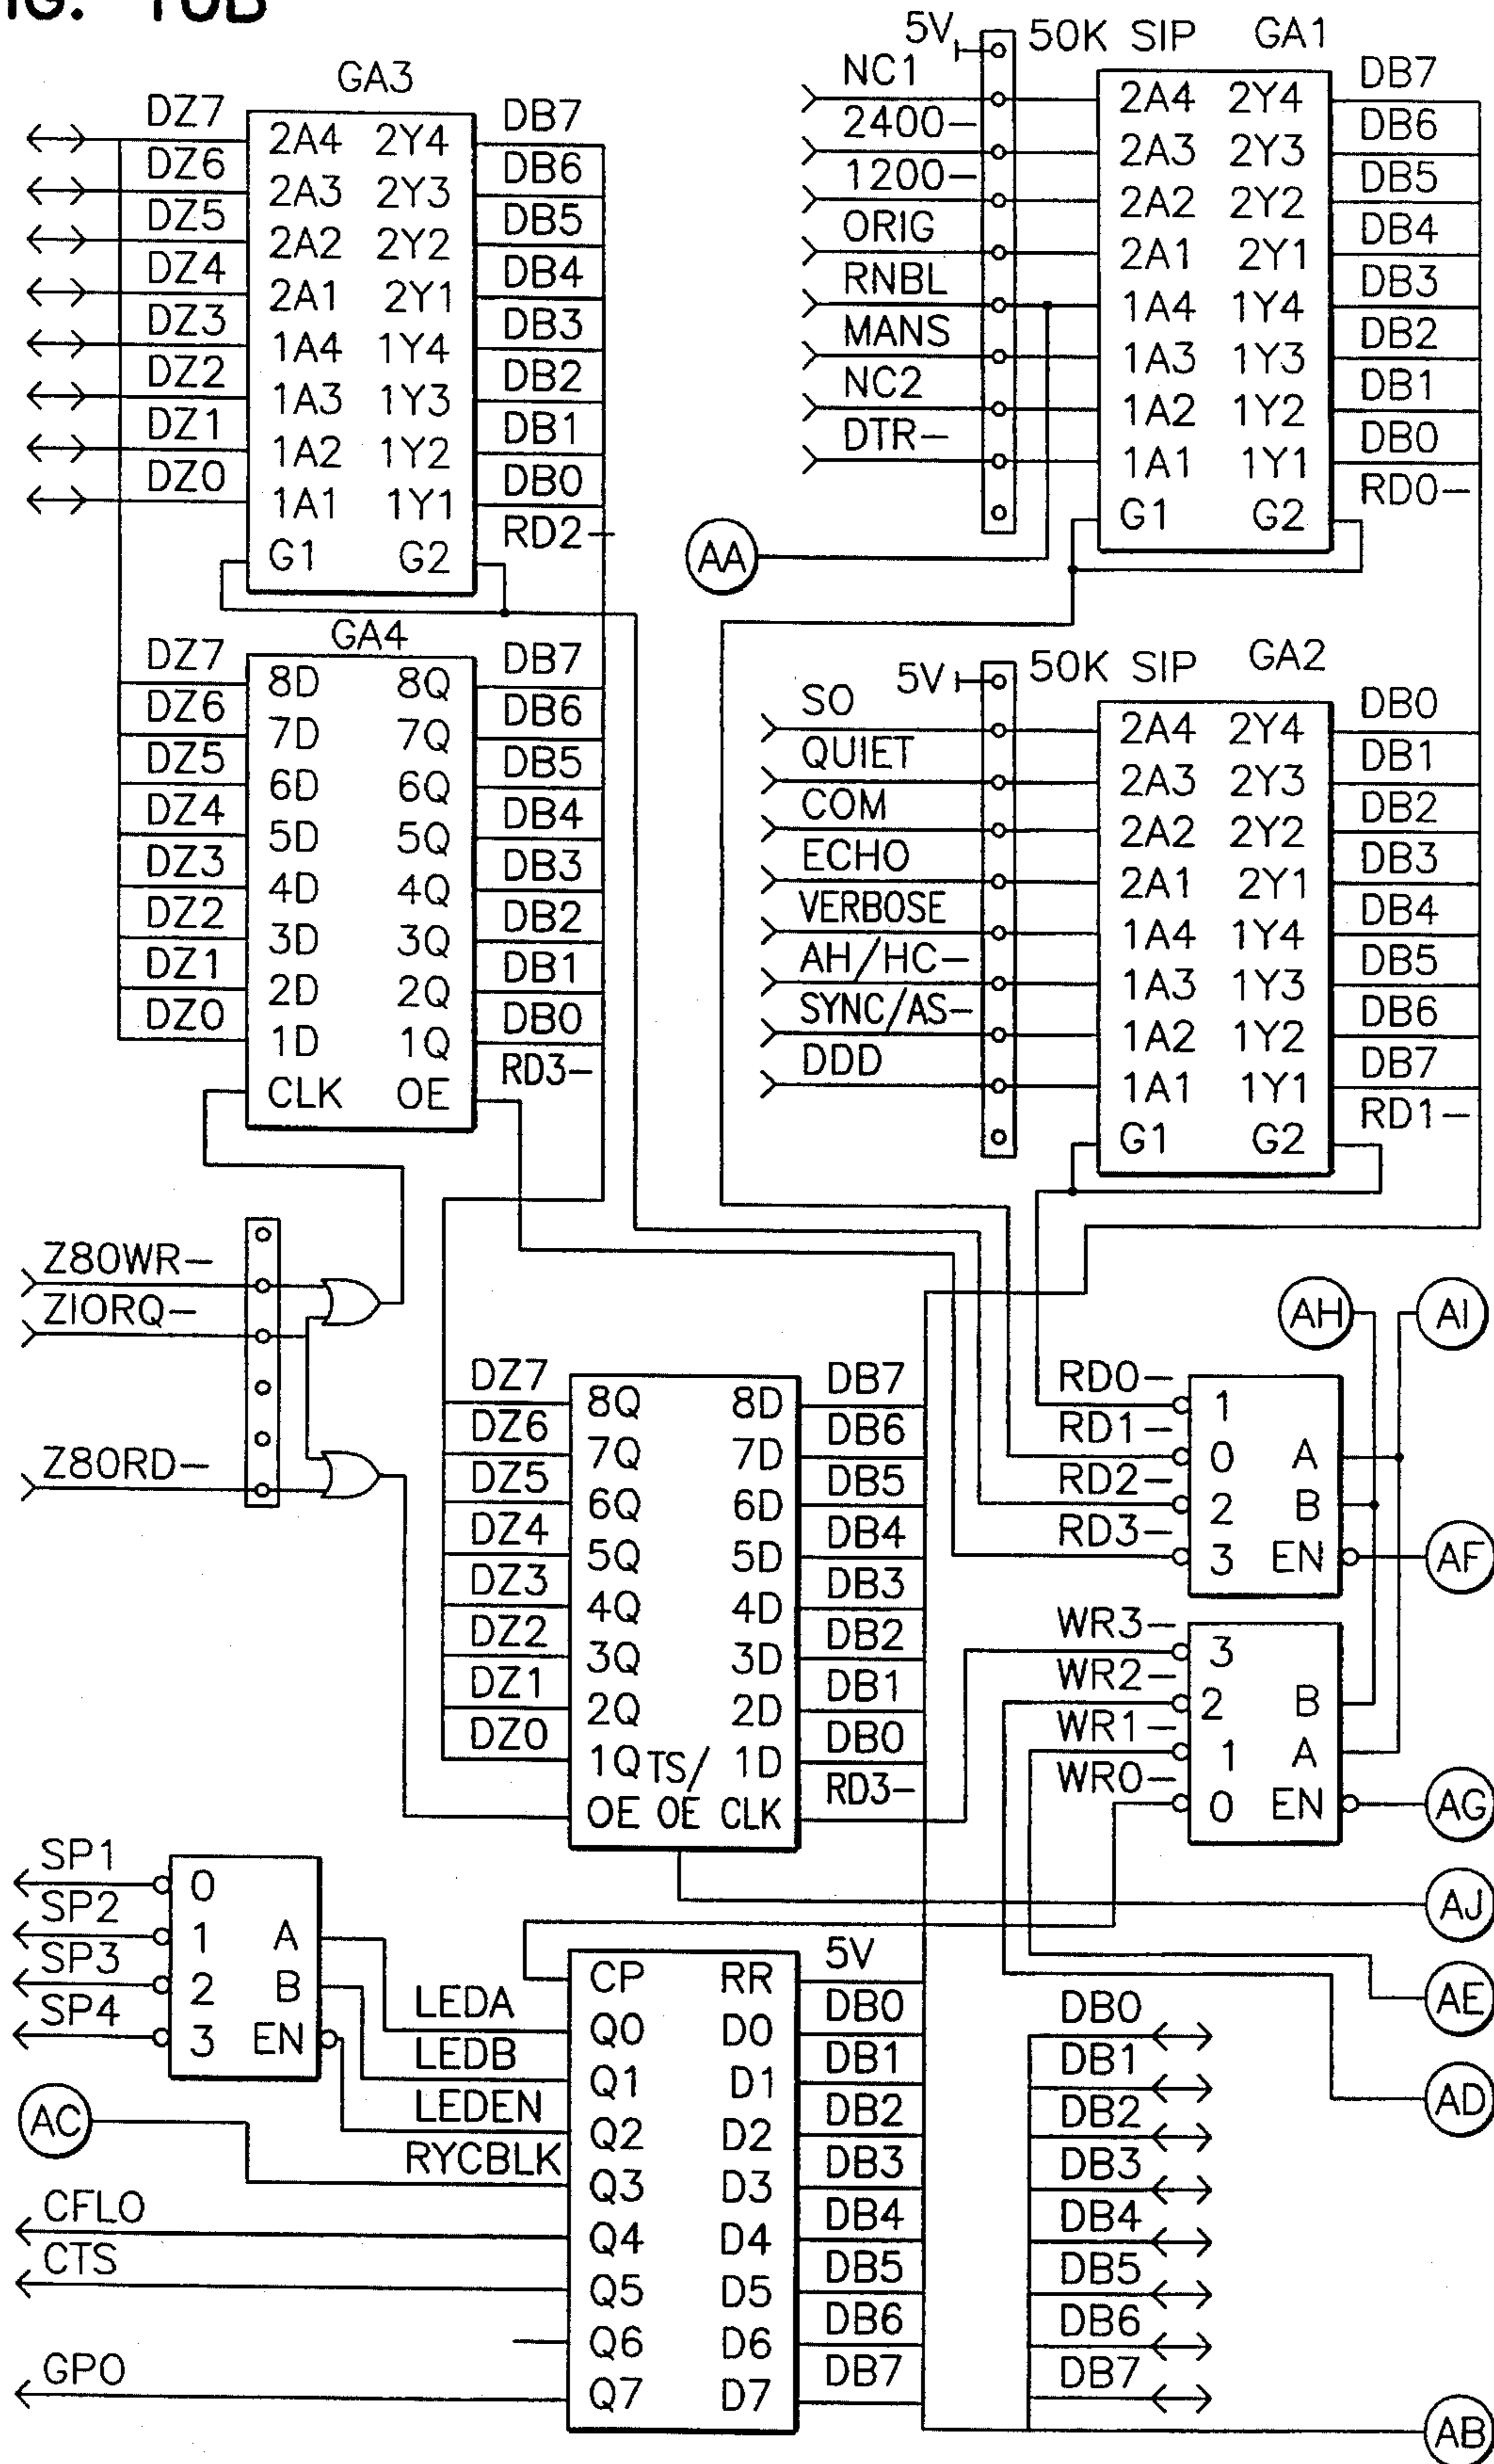 FIG. 10B
GA3
DZ7 2A4 2Y4 DB7
DZ6 2A3 2Y3 DB6
DZ5 2A2 2Y2 DB5
DZ4 2A1 2Y1 DB4
DZ3 1A4 1Y4 DB3
DZ2 1A3 1Y3 DB2
DZ1 1A2 1Y2 DB1
DZ0 1A1 1Y1 DB0
G1 G2 RD2-
5V 50K SIP GA1
NC1 2A4 2Y4 DB7
2400- 2A3 2Y3 DB6
1200- 2A2 2Y2 DB5
ORIG 2A1 2Y1 DB4
RNBL 1A4 1Y4 DB3
MANS 1A3 1Y3 DB2
NC2 1A2 1Y2 DB1
DTR- 1A1 1Y1 DB0
G1 G2 RD0-
AA
GA4
DZ7 8D 8Q DB7
DZ6 7D 7Q DB6
DZ5 6D 6Q DB5
DZ4 5D 5Q DB4
DZ3 4D 4Q DB3
DZ2 3D 3Q DB2
DZ1 2D 2Q DB1
DZ0 1D 1Q DB0
CLK OE RD3-
5V 50K SIP GA2
SO 2A4 2Y4 DB0
QUIET 2A3 2Y3 DB1
COM 2A2 2Y2 DB2
ECHO 2A1 2Y1 DB3
VERBOSE 1A4 1Y4 DB4
AH/HC- 1A3 1Y3 DB5
SYNC/AS- 1A2 1Y2 DB6
DDD 1A1 1Y1 DB7
G1 G2 RD1-
Z80WR-
ZIORQ-
Z80RD-
AH AI
DZ7 8Q 8D DB7
DZ6 7Q 7D DB6
DZ5 6Q 6D DB5
DZ4 5Q 5D DB4
DZ3 4Q 4D DB3
DZ2 3Q 3D DB2
DZ1 2Q 2D DB1
DZ0 1Q TS/ 1D DB0
OE OE CLK RD3-
RD0- 1
RD1- 0 A
RD2- 2 B
RD3- 3 EN AF
WR3- 3
WR2- 2 B
WR1- 1 A
WR0- 0 EN AG
AJ
AE
AD
SP1 0
SP2 1 A
SP3 2 B
SP4 3 EN
AC
CP RR 5V
LEDA Q0 D0 DB0
LEDB Q1 D1 DB1
LEDEN Q2 D2 DB2
RYCBLK Q3 D3 DB3
CFLO Q4 D4 DB4
CTS Q5 D5 DB5
Q6 D6 DB6
GPO Q7 D7 DB7
DB0
DB1
DB2
DB3
DB4
DB5
DB6
DB7
AB